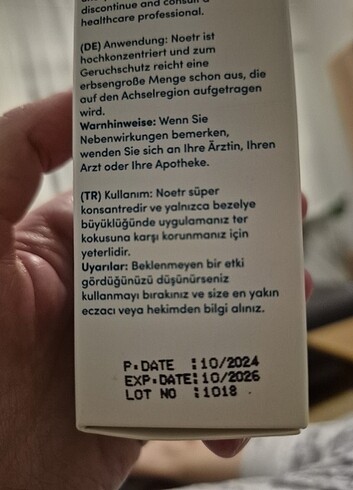 discontinue and consult a
healthcare professional.
(DE) Anwendung: Noetr ist
hochkonzentriert und zum
Geruchschutz reicht eine
erbsengroße Menge schon aus, die
auf den Achselregion aufgetragen
wird.
Warnhinweise: Wenn Sie
Nebenwirkungen bemerken,
wenden Sie sich an Ihre Ärztin, Ihren
Arzt oder Ihre Apotheke.
(TR) Kullanım: Noetr süper
konsantredir ve yalnızca bezelye
büyüklüğünde uygulamanız ter
kokusuna karşı korunmanız için
yeterlidir.
Uyarılar: Beklenmeyen bir etki
gördüğünüzü düşünürseniz
kullanmayı bırakınız ve size en yakın
eczacı veya hekimden bilgi alınız.
P.DATE :10/2024
EXP.DATE:10/2026
LOT NO :1018